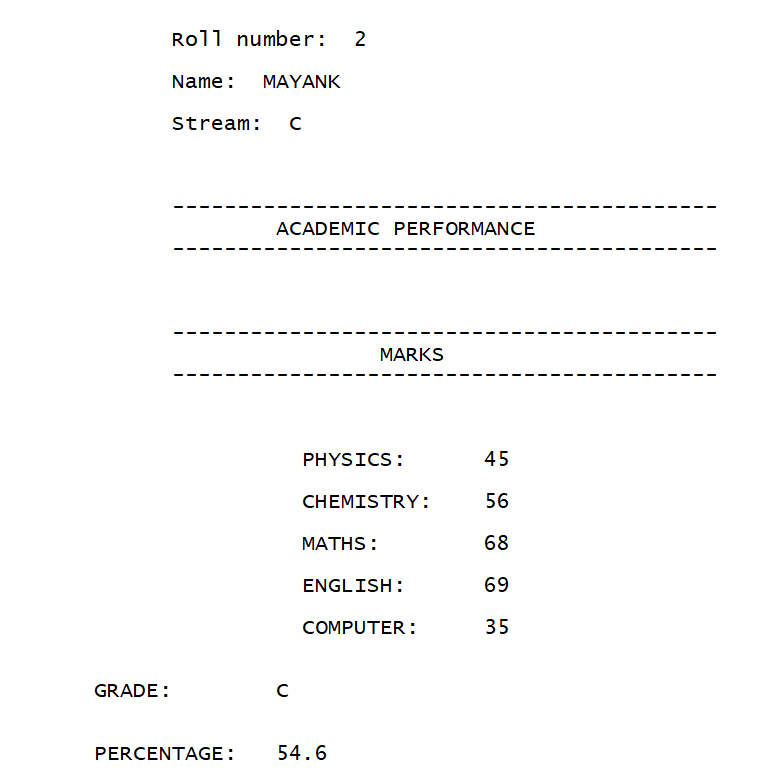 Roll number:  2
Name:  MAYANK
Stream:  C
------------------------------------------
ACADEMIC PERFORMANCE
------------------------------------------
------------------------------------------
MARKS
------------------------------------------
PHYSICS:      45
CHEMISTRY:    56
MATHS:        68
ENGLISH:      69
COMPUTER:     35
GRADE:        C
PERCENTAGE:   54.6